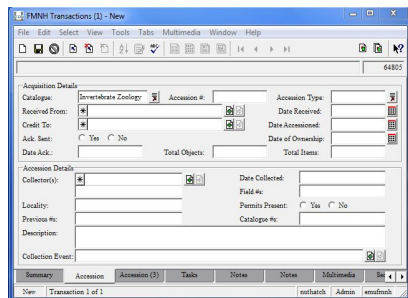 FMNH Transactions (1) - New
File Edit Select View Tools Tabs Multimedia Window Help
64805
Acquisition Details
Catalogue: Invertebrate Zoology Accession #: Accession Type:
Received From: * Date Received:
Credit To: * Date Accessioned:
Ack. Sent: Yes No Date of Ownership:
Date Ack.: Total Objects: Total Items:
Accession Details
Collector(s): * Date Collected:
Field #s:
Locality: Permits Present: Yes No
Previous #s: Catalogue #s:
Description:
Collection Event:
Summary Accession Accession (3) Tasks Notes Notes Multimedia Sec
New Transaction 1 of 1 nuthatch Admin emufmnh